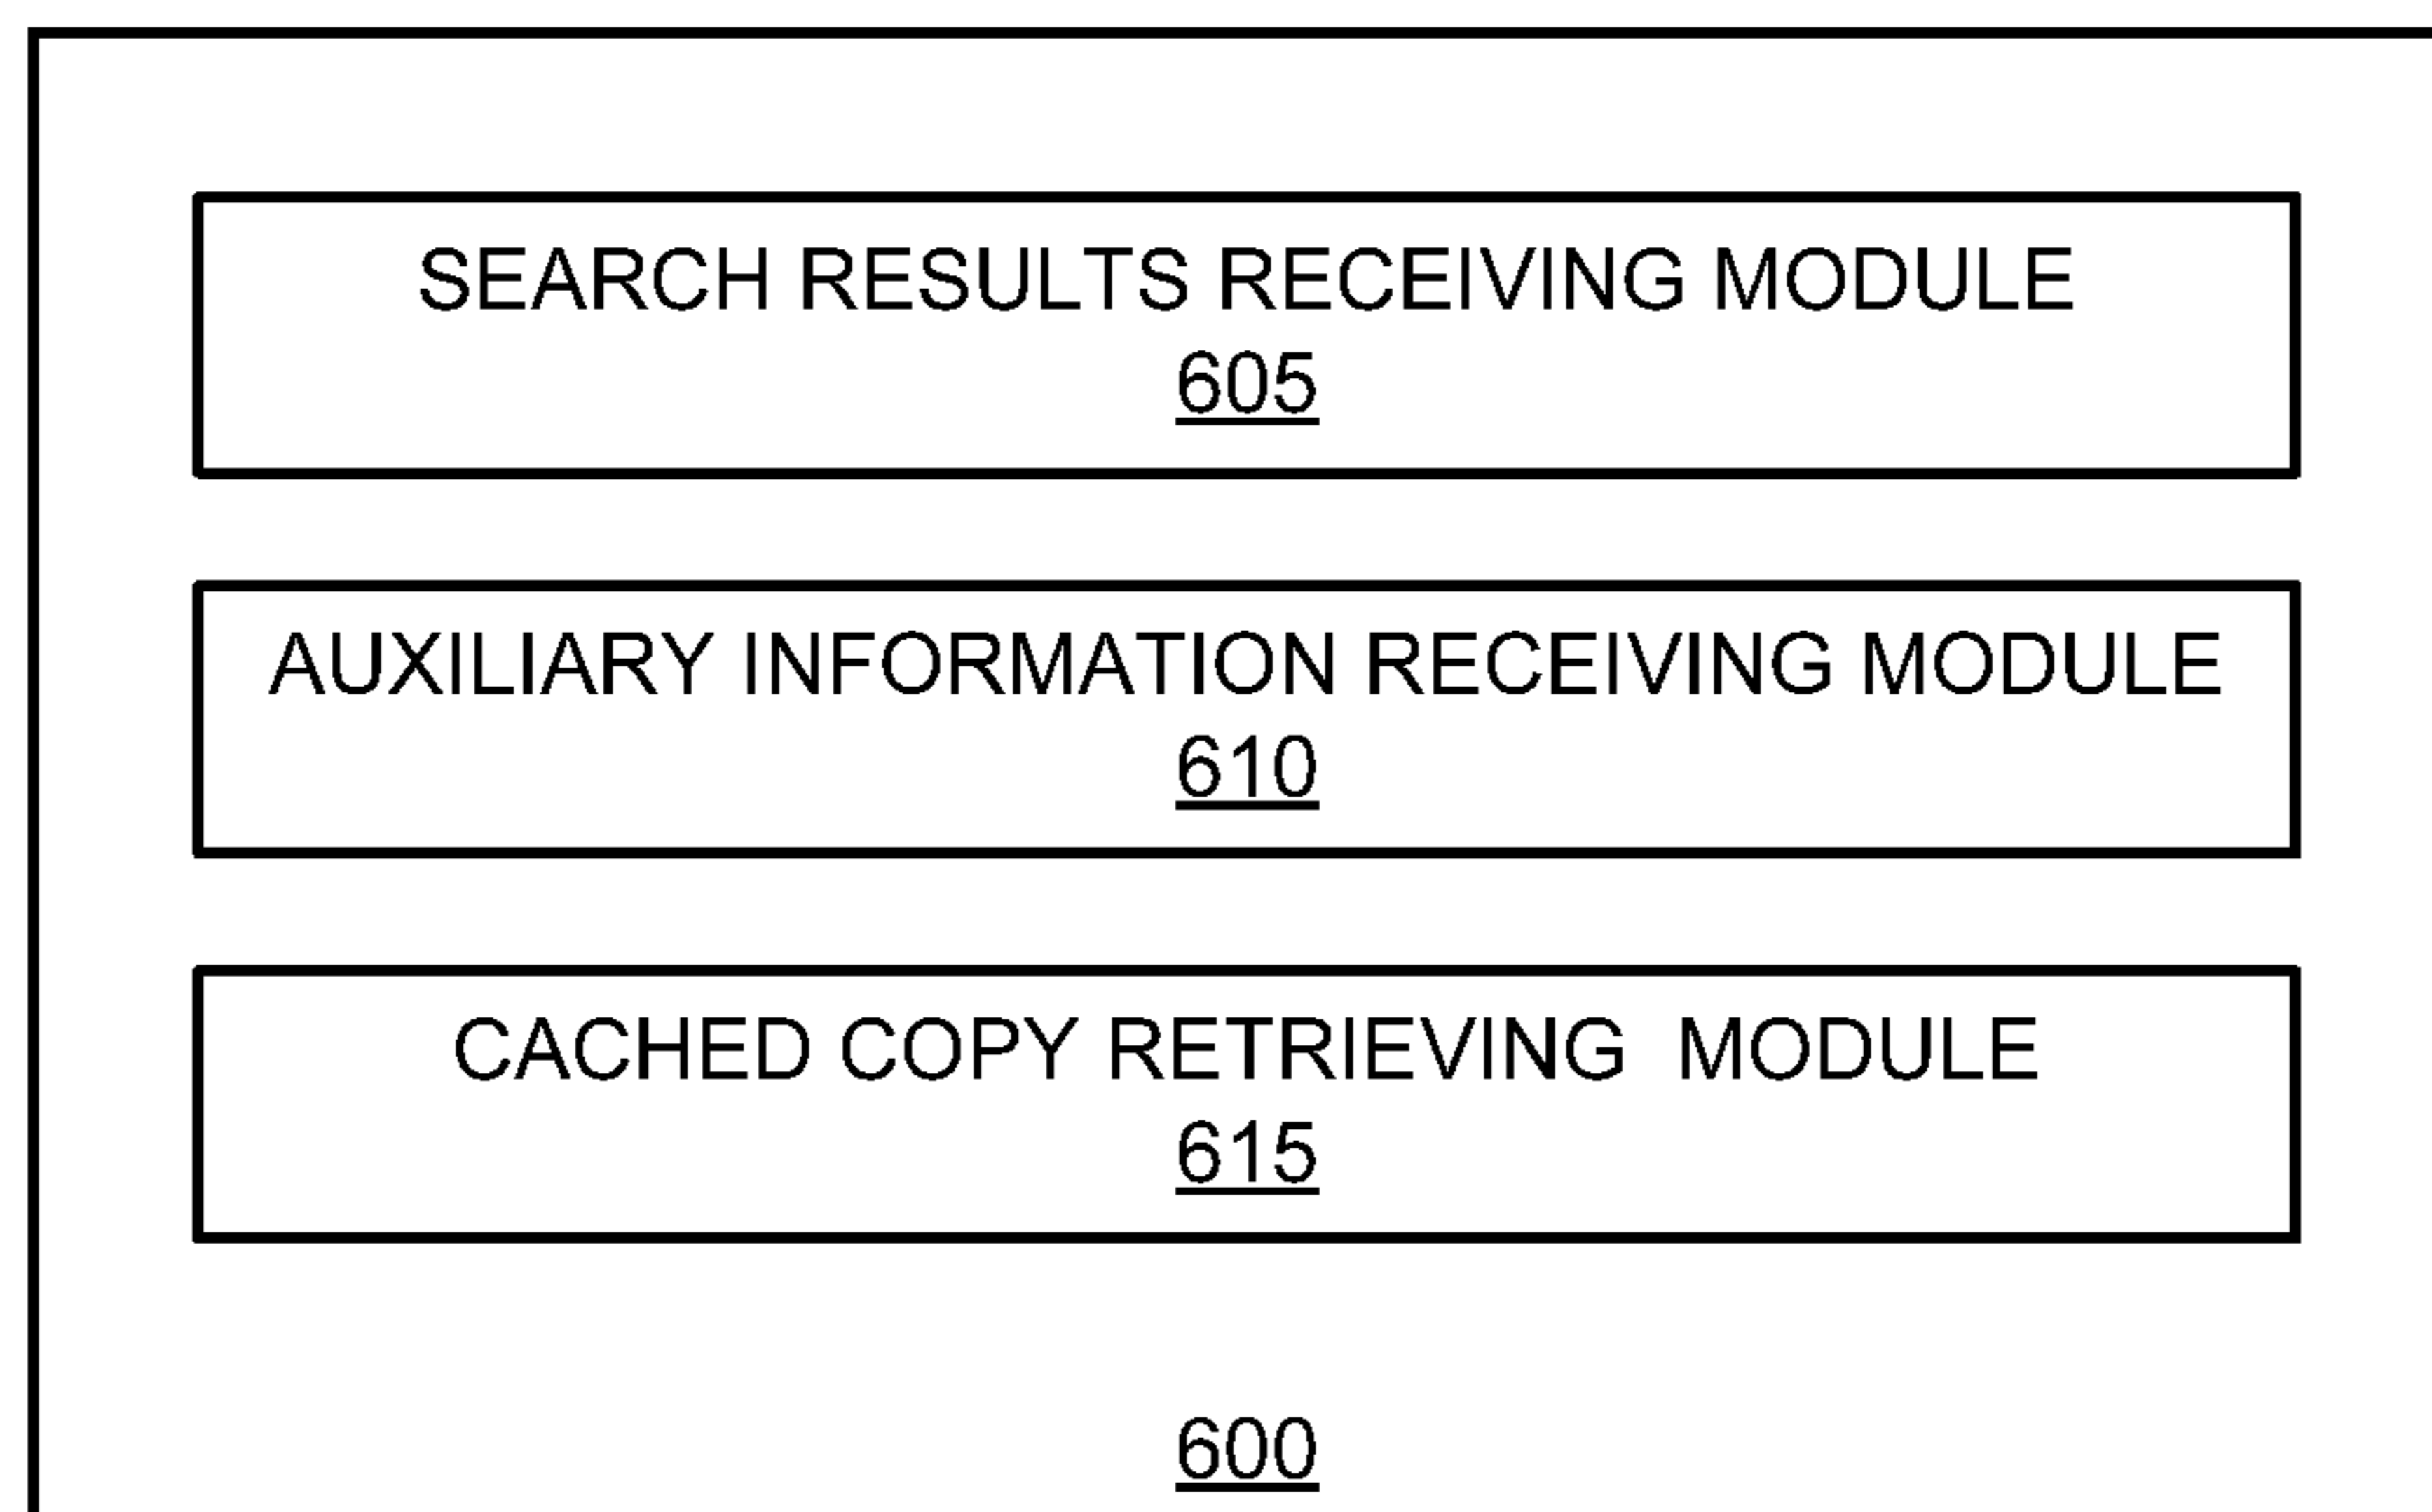 SEARCH RESULTS RECEIVING MODULE
605
AUXILIARY INFORMATION RECEIVING MODULE
610
CACHED COPY RETRIEVING  MODULE
615
600